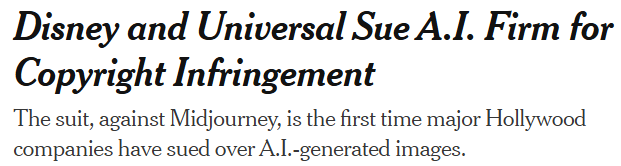 Disney and Universal Sue A.I. Firm for
Copyright Infringement
The suit, against Midjourney, is the first time major Hollywood
companies have sued over A.I.-generated images.